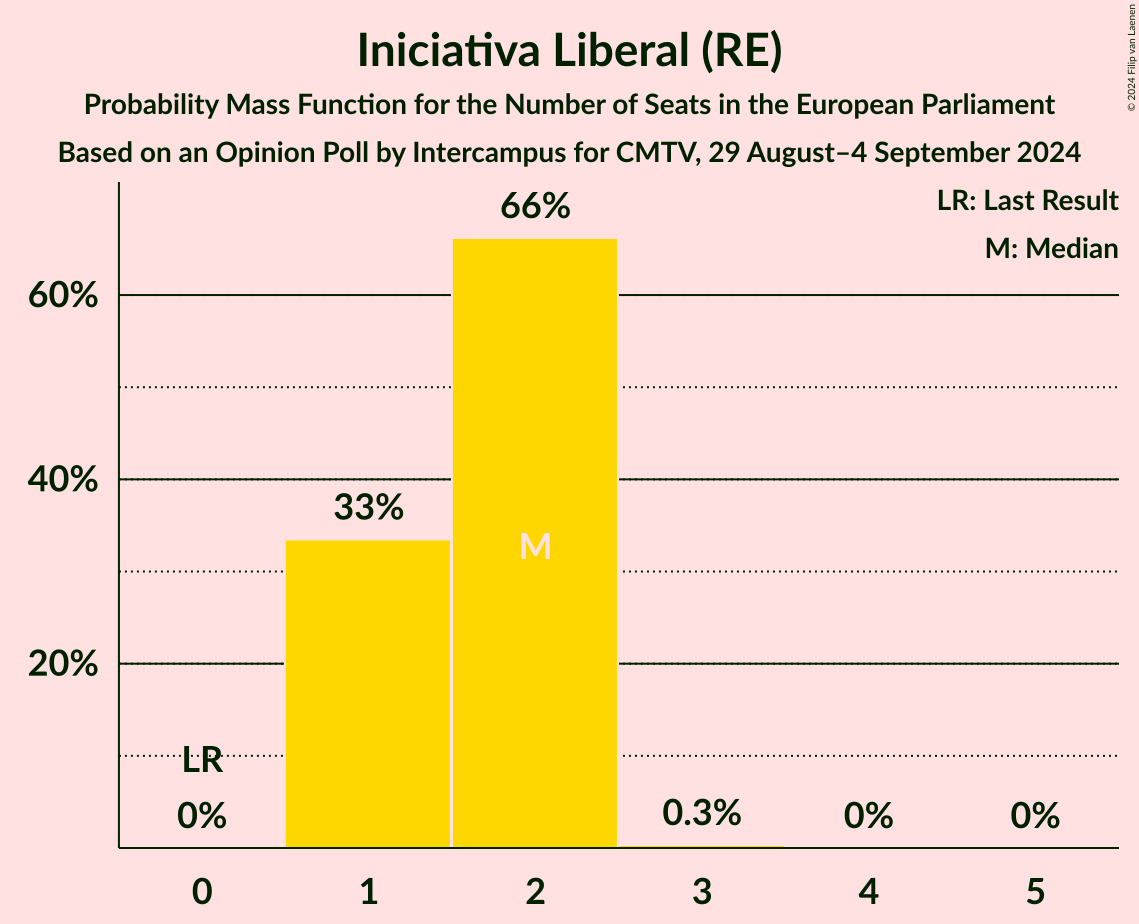 Iniciativa Liberal (RE)
Probability Mass Function for the Number of Seats in the European Parliament
Based on an Opinion Poll by Intercampus for CMTV, 29 August–4 September 2024
© 2024 Filip van Laenen
LR: Last Result
M: Median
66%
60%
40%
33%
M
20%
LR
0%
0.3%
0%
0%
0 1 2 3 4 5